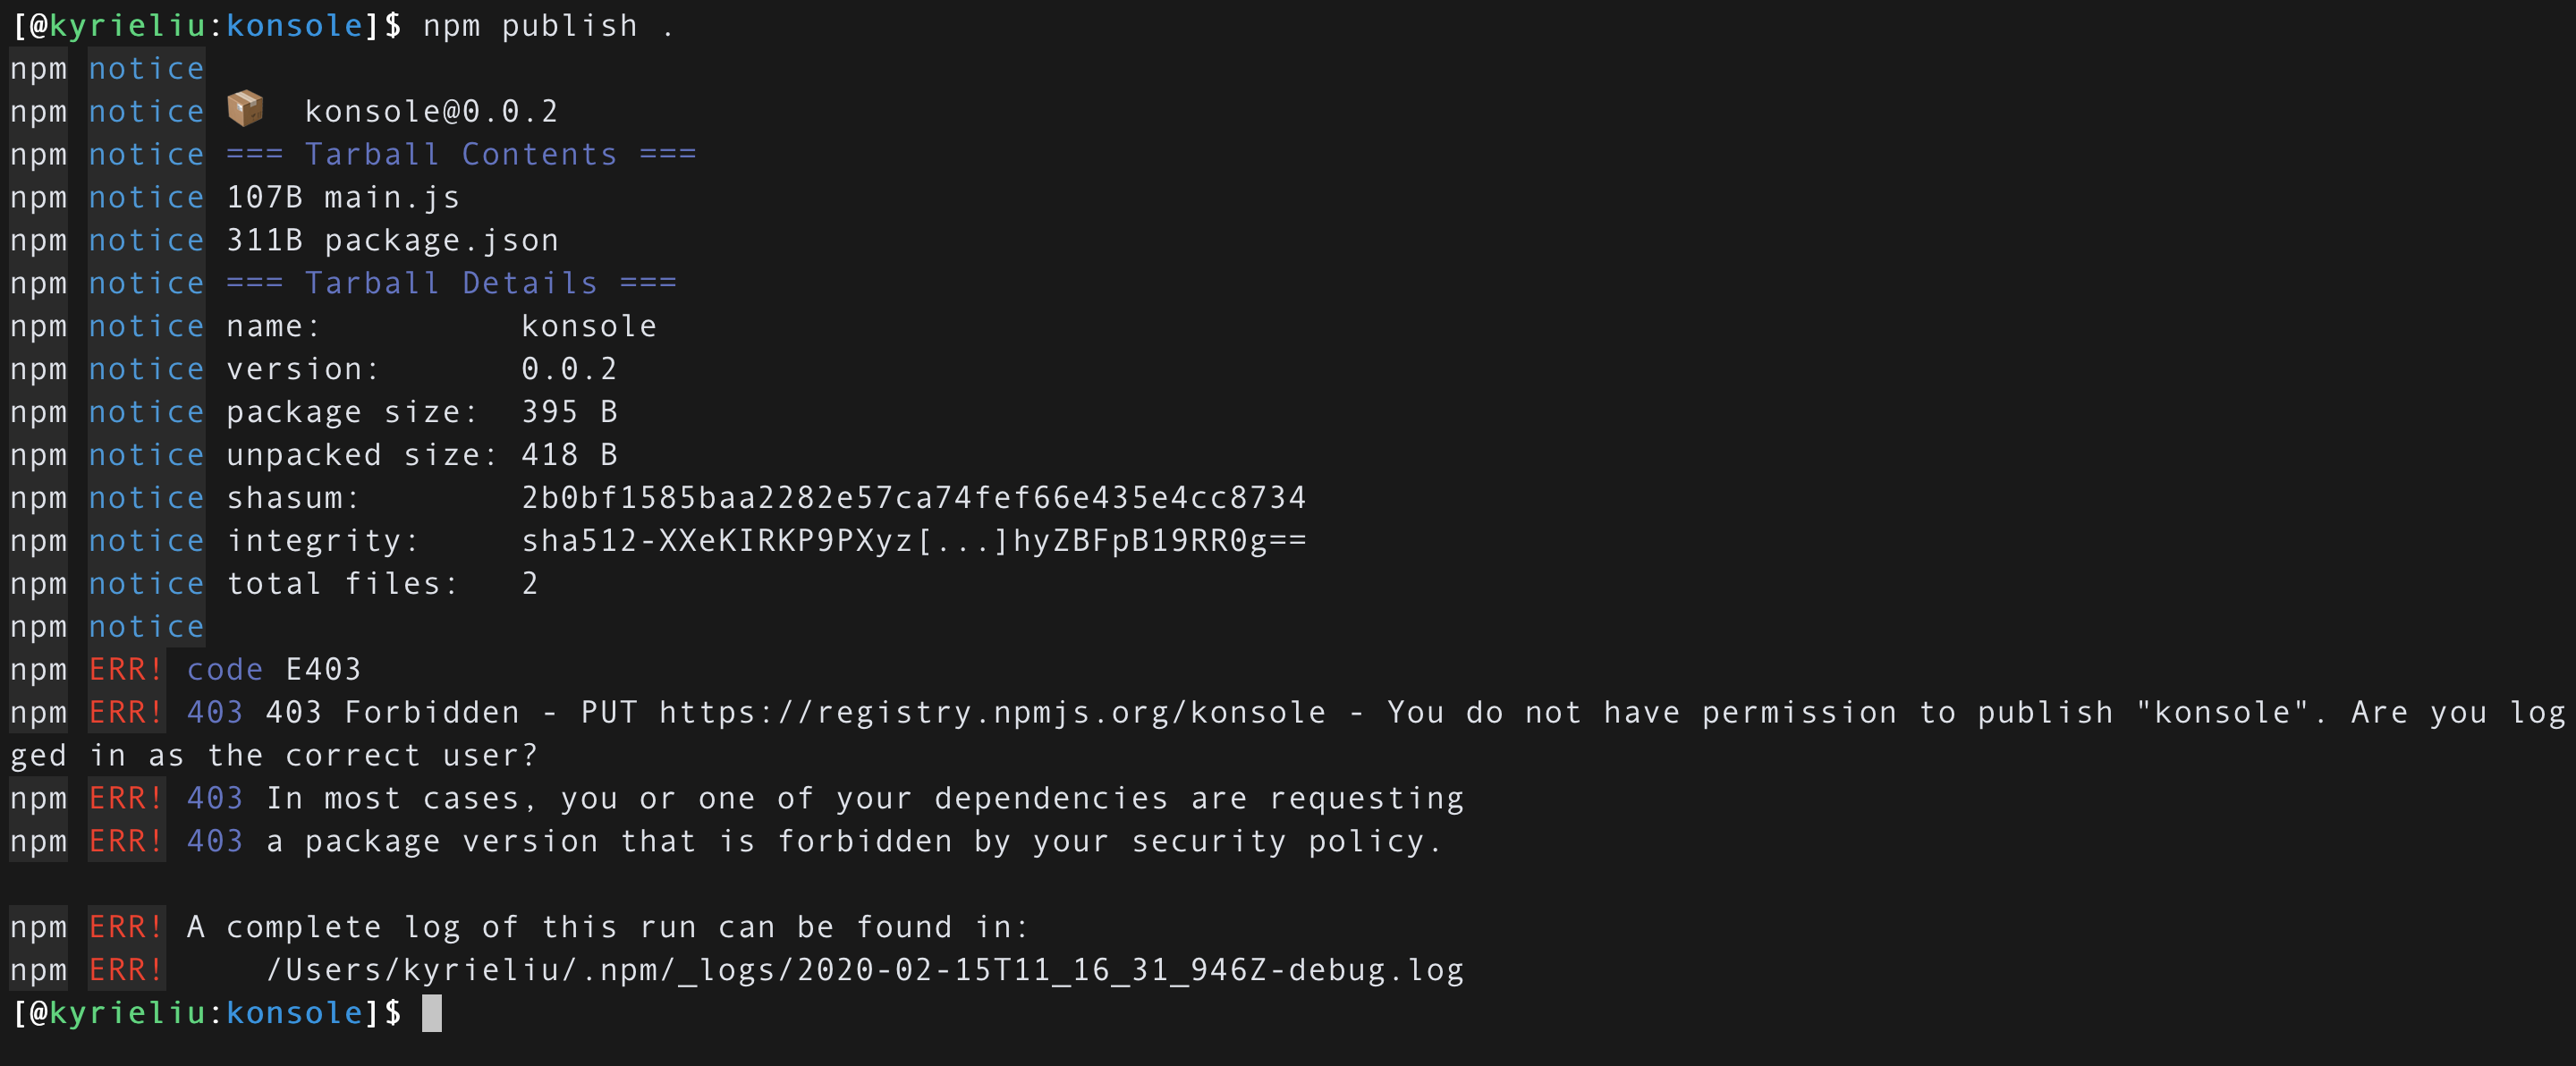 [@kyrieliu:konsole]$ npm publish .
npm notice
npm notice 📦  konsole@0.0.2
npm notice === Tarball Contents ===
npm notice 107B main.js
npm notice 311B package.json
npm notice === Tarball Details ===
npm notice name:          konsole
npm notice version:       0.0.2
npm notice package size:  395 B
npm notice unpacked size: 418 B
npm notice shasum:        2b0bf1585baa2282e57ca74fef66e435e4cc8734
npm notice integrity:     sha512-XXeKIRKP9PXyz[...]hyZBFpB19RR0g==
npm notice total files:   2
npm notice
npm ERR! code E403
npm ERR! 403 403 Forbidden - PUT https://registry.npmjs.org/konsole - You do not have permission to publish "konsole". Are you log
ged in as the correct user?
npm ERR! 403 In most cases, you or one of your dependencies are requesting
npm ERR! 403 a package version that is forbidden by your security policy.
npm ERR! A complete log of this run can be found in:
npm ERR!     /Users/kyrieliu/.npm/_logs/2020-02-15T11_16_31_946Z-debug.log
[@kyrieliu:konsole]$